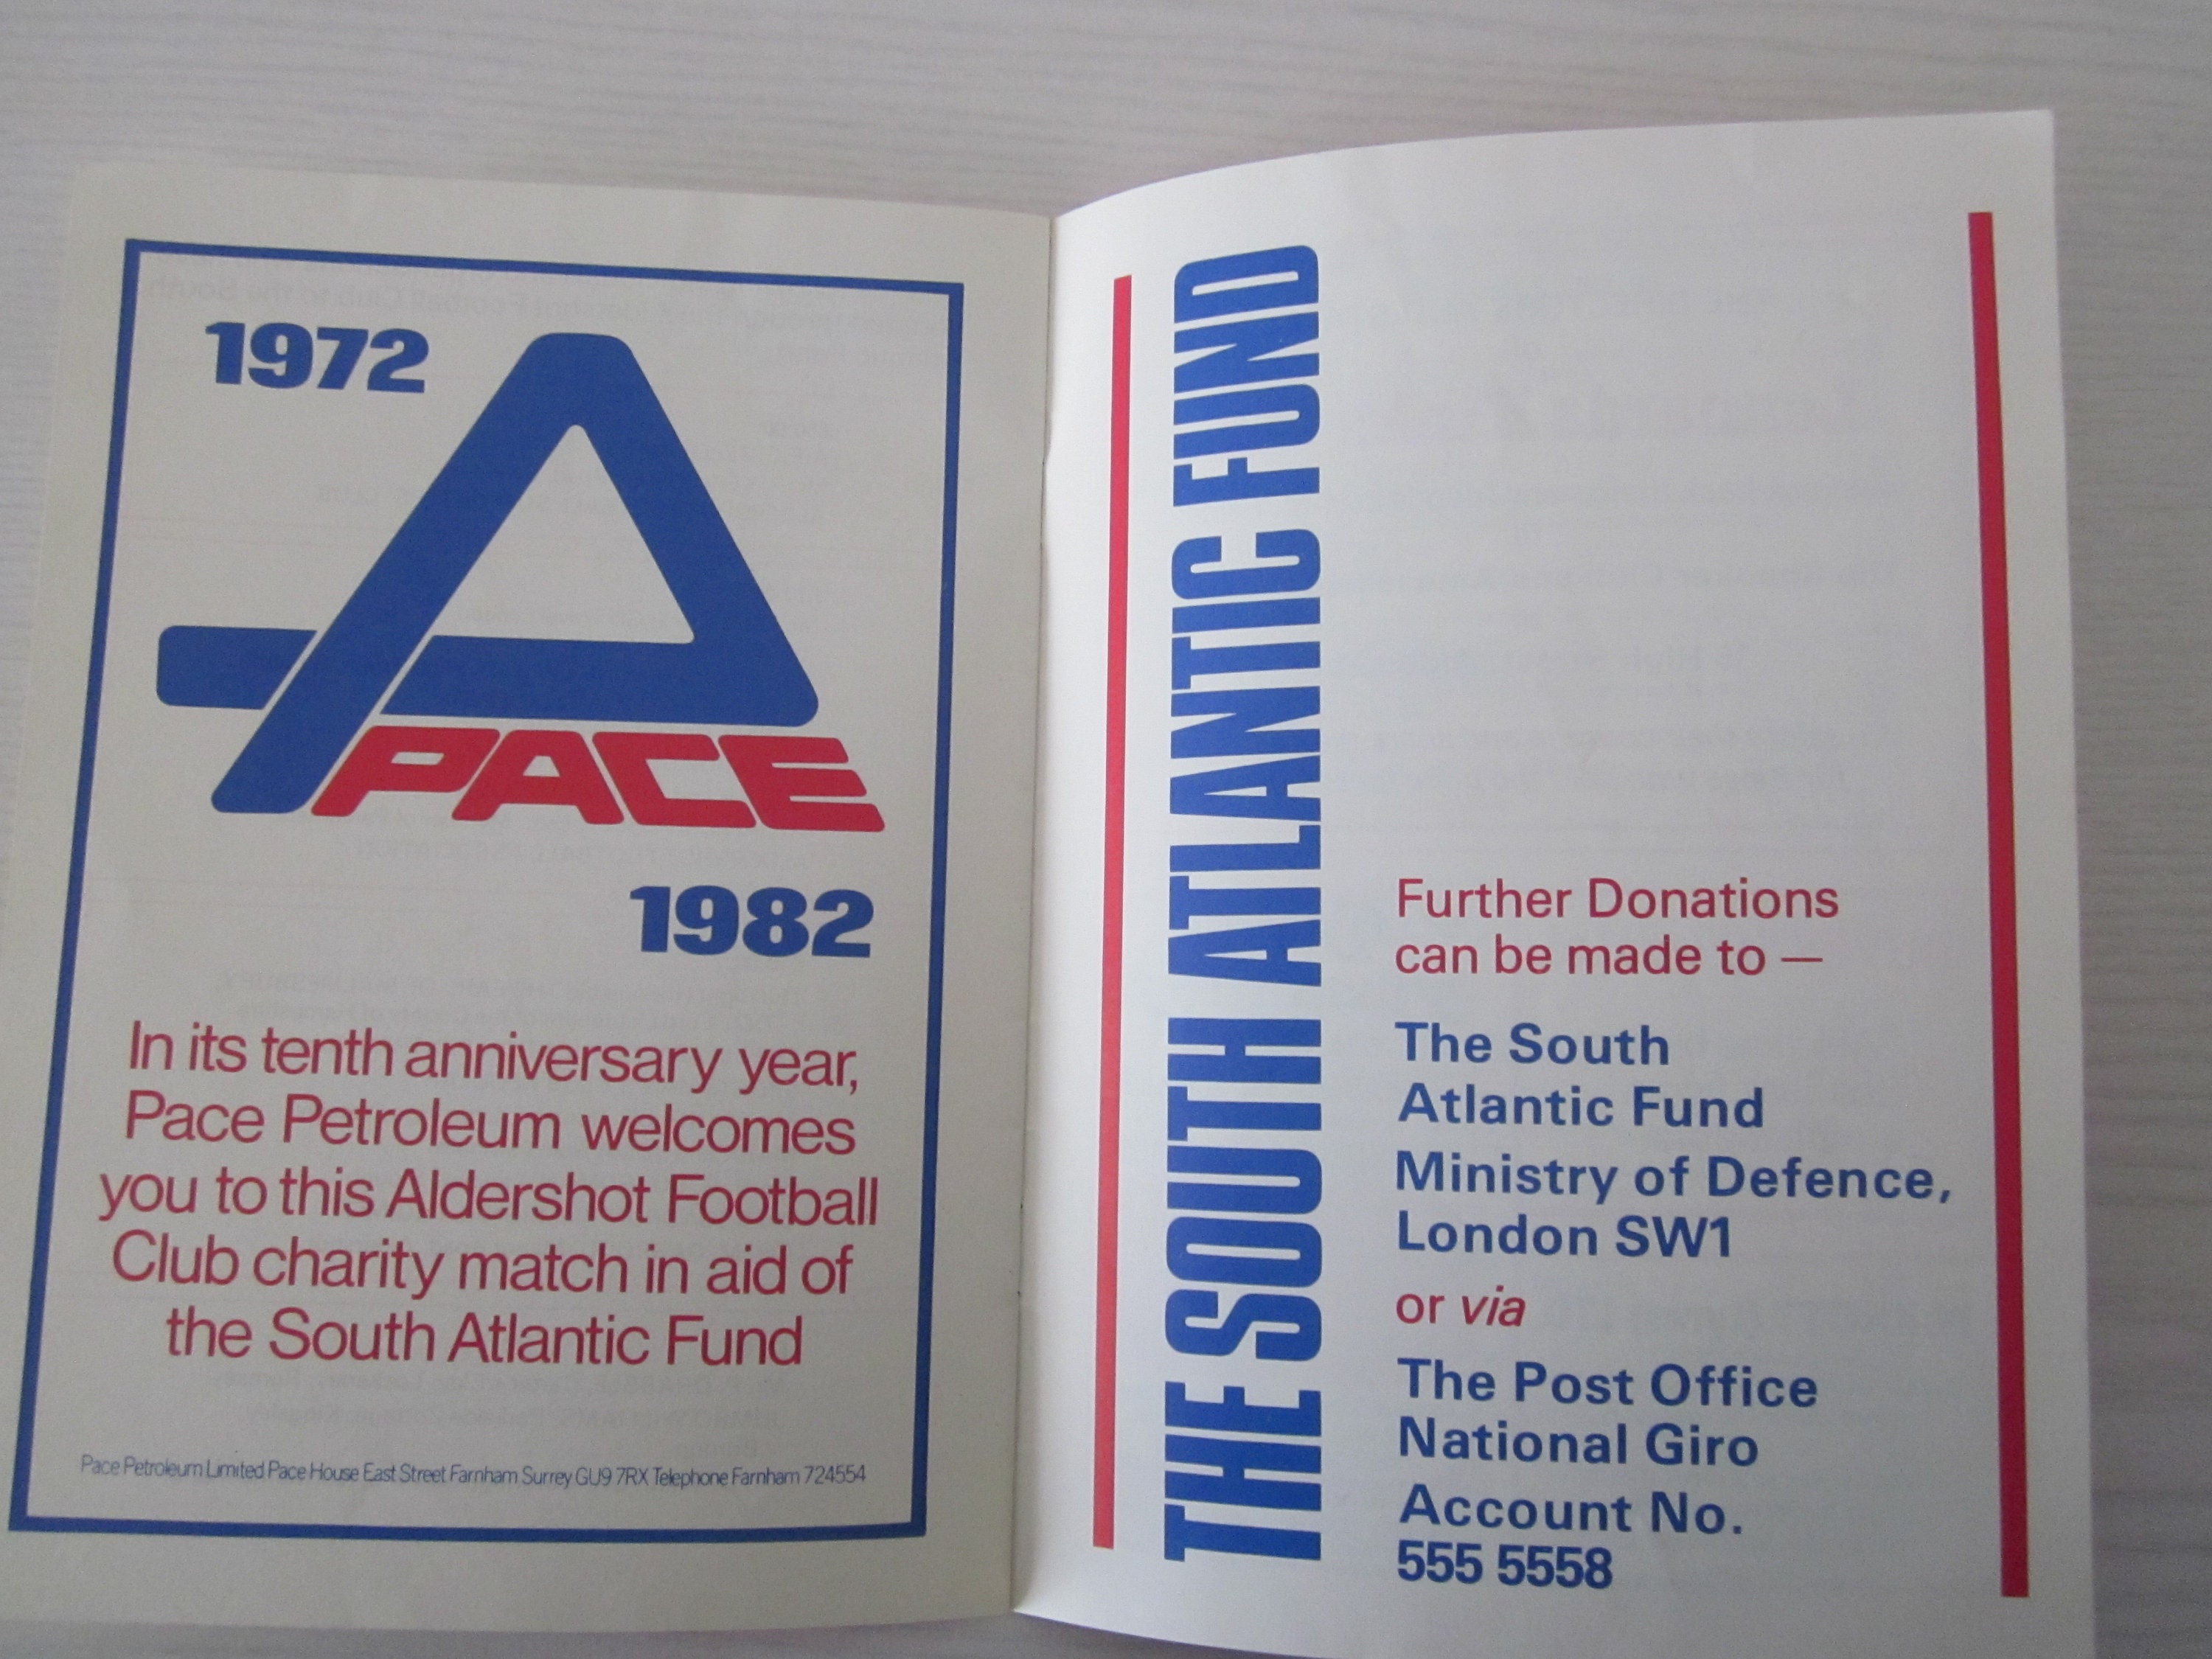 1972
PACE
1982
In its tenth anniversary year,
Pace Petroleum welcomes
you to this Aldershot Football
Club charity match in aid of
the South Atlantic Fund
Pace Petroleum Limited Pace House East Street Farnham Surrey GU9 7RX Telephone Farnham 724554
THE SOUTH ATLANTIC FUND
Further Donations
can be made to —
The South
Atlantic Fund
Ministry of Defence,
London SW1
or via
The Post Office
National Giro
Account No.
555 5558